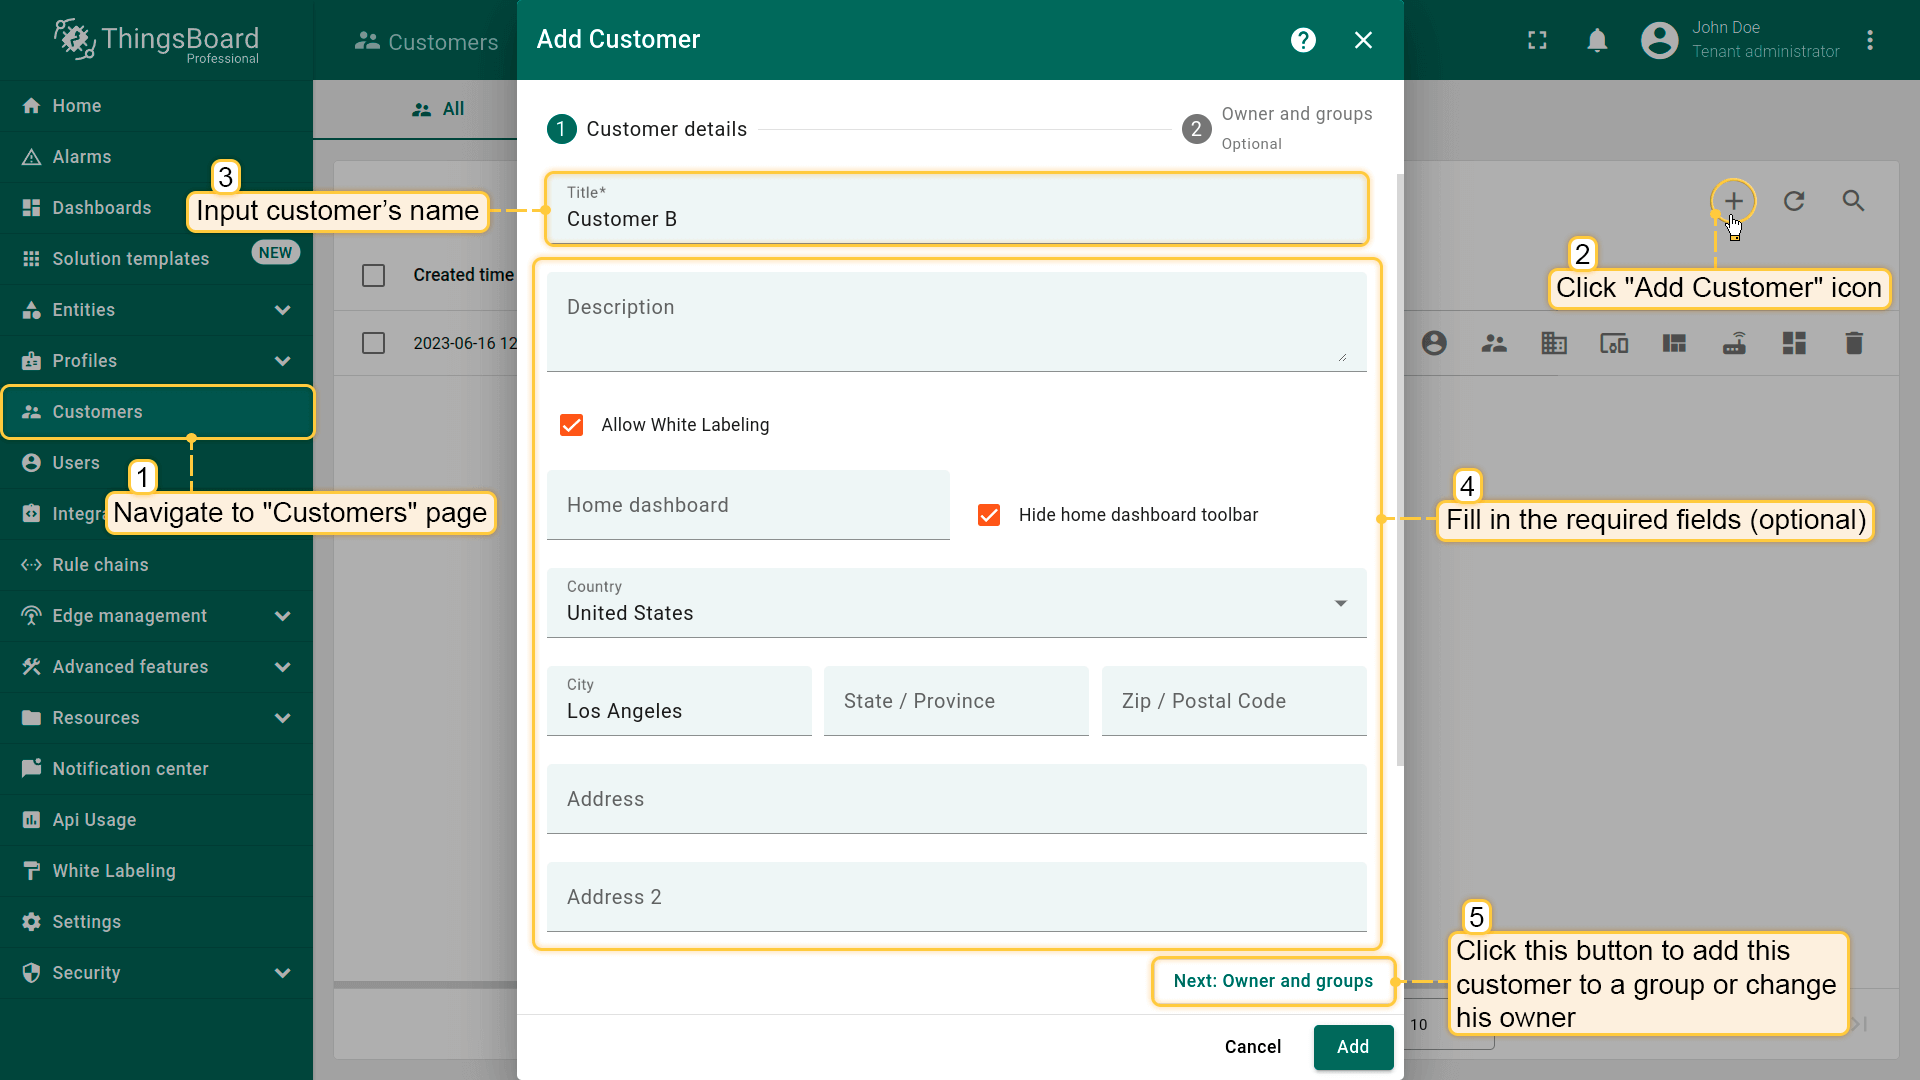 ThingsBoard
Professional
Customers
Add Customer
?
John Doe
Tenant administrator
Home
Alarms
Dashboards
Solution templates
NEW
Entities
Profiles
Customers
Users
Integra
Rule chains
Edge management
Advanced features
Resources
Notification center
Api Usage
White Labeling
Settings
Security
All
Created time
2023-06-16 12
1 Customer details
2 Owner and groups
Optional
Title*
Customer B
Description
Allow White Labeling
Home dashboard
Hide home dashboard toolbar
Country
United States
City
Los Angeles
State / Province
Zip / Postal Code
Address
Address 2
Next: Owner and groups
Cancel
Add
10
1
Navigate to "Customers" page
2
Click "Add Customer" icon
3
Input customer’s name
4
Fill in the required fields (optional)
5
Click this button to add this
customer to a group or change
his owner